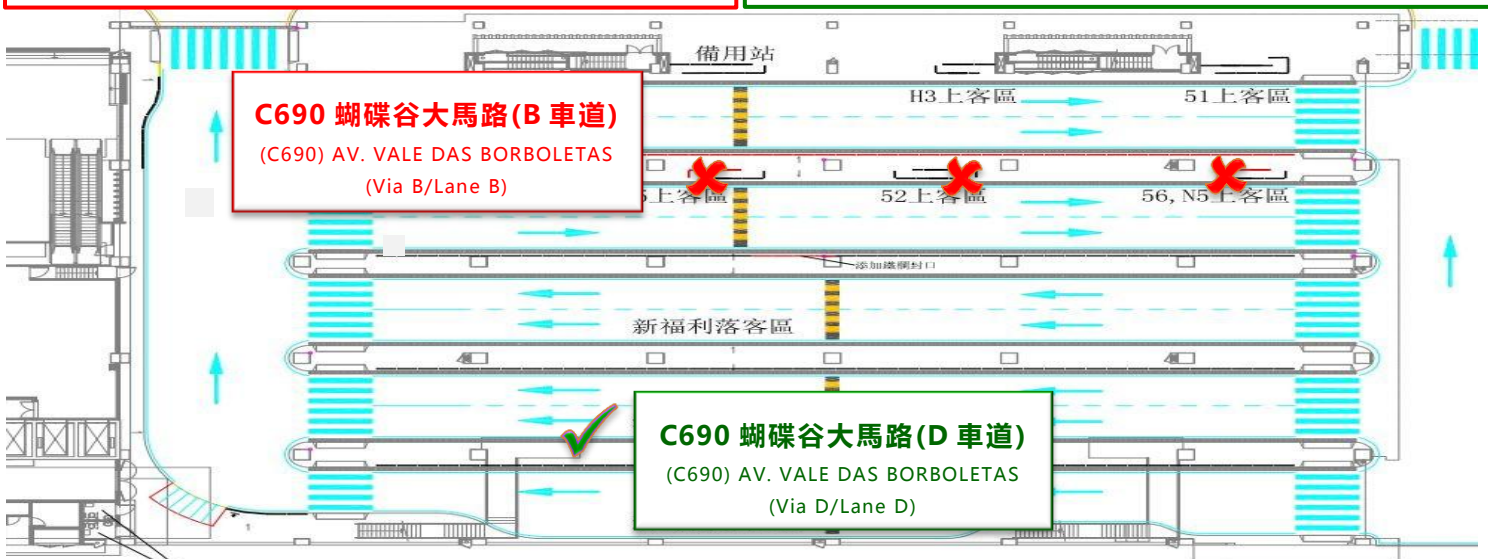 備用站
H3上客區
51上客區
C690 蝴碟谷大馬路(B 車道)
(C690) AV. VALE DAS BORBOLETAS
(Via B/Lane B)
5上客區
52上客區
56, N5上客區
添加鐵欄封口
新福利落客區
C690 蝴碟谷大馬路(D 車道)
(C690) AV. VALE DAS BORBOLETAS
(Via D/Lane D)